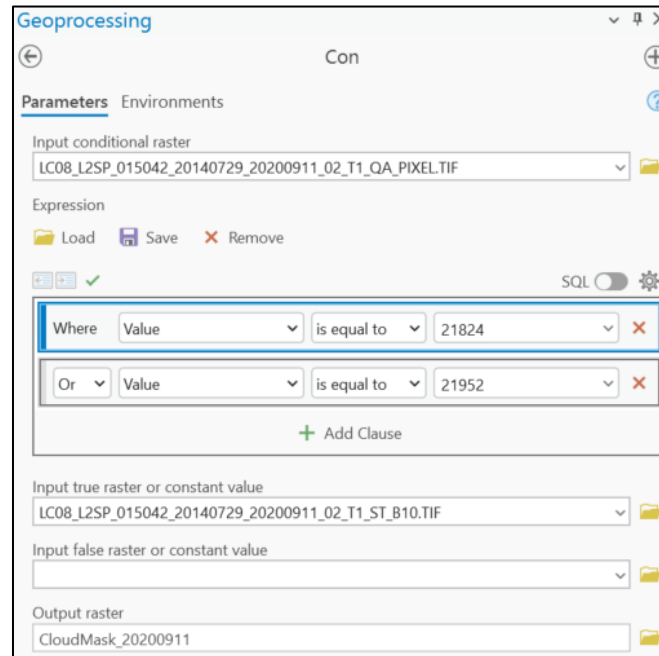 Geoprocessing
Con
Parameters Environments
Input conditional raster
LC08_L2SP_015042_20140729_20200911_02_T1_QA_PIXEL.TIF
Expression
Load Save Remove
SQL
Where Value is equal to 21824
Or Value is equal to 21952
+ Add Clause
Input true raster or constant value
LC08_L2SP_015042_20140729_20200911_02_T1_ST_B10.TIF
Input false raster or constant value
Output raster
CloudMask_20200911